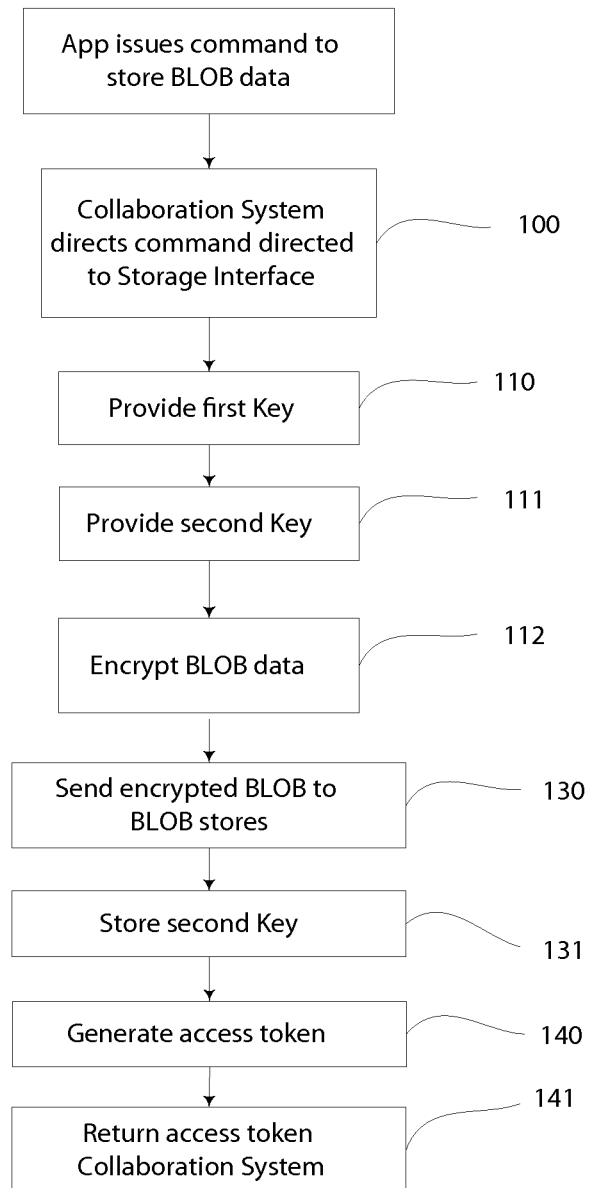 App issues command to
store BLOB data
Collaboration System
directs command directed
to Storage Interface
100
Provide first Key
110
Provide second Key
111
Encrypt BLOB data
112
Send encrypted BLOB to
BLOB stores
130
Store second Key
131
Generate access token
140
Return access token
Collaboration System
141